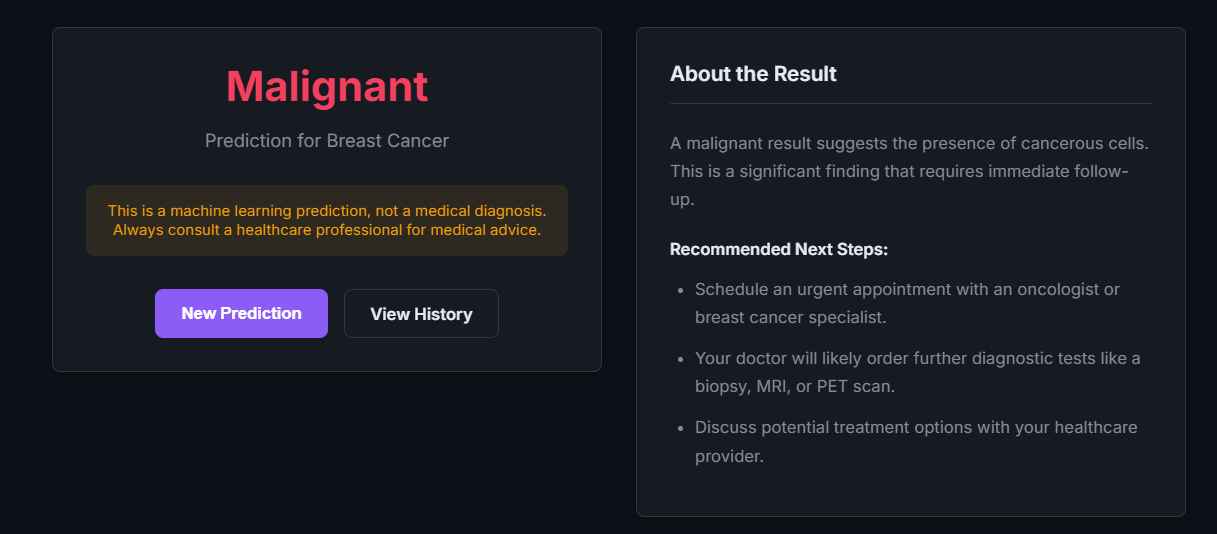 Malignant
Prediction for Breast Cancer
This is a machine learning prediction, not a medical diagnosis.
Always consult a healthcare professional for medical advice.
New Prediction
View History
About the Result
A malignant result suggests the presence of cancerous cells.
This is a significant finding that requires immediate follow-
up.
Recommended Next Steps:
• Schedule an urgent appointment with an oncologist or
breast cancer specialist.
• Your doctor will likely order further diagnostic tests like a
biopsy, MRI, or PET scan.
• Discuss potential treatment options with your healthcare
provider.